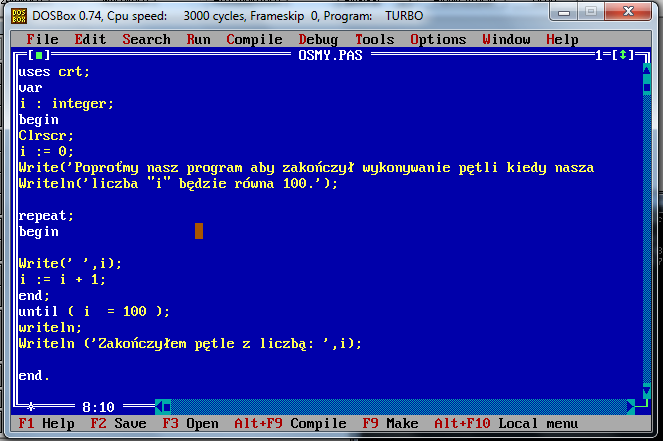 DOSBox 0.74, Cpu speed: 3000 cycles, Frameskip 0, Program: TURBO
File Edit Search Run Compile Debug Tools Options Window Help
[■] OSMY.PAS 1=[↕]
uses crt;
var
i : integer;
begin
Clrscr;
i := 0;
Write('Poprośmy nasz program aby zakończył wykonywanie pętli kiedy nasza
Writeln('liczba "i" będzie równa 100.');
repeat;
begin
Write(' ',i);
i := i + 1;
end;
until ( i  = 100 );
writeln;
Writeln ('Zakończyłem pętle z liczbą: ',i);
end.
* 8:10
F1 Help F2 Save F3 Open Alt+F9 Compile F9 Make Alt+F10 Local menu